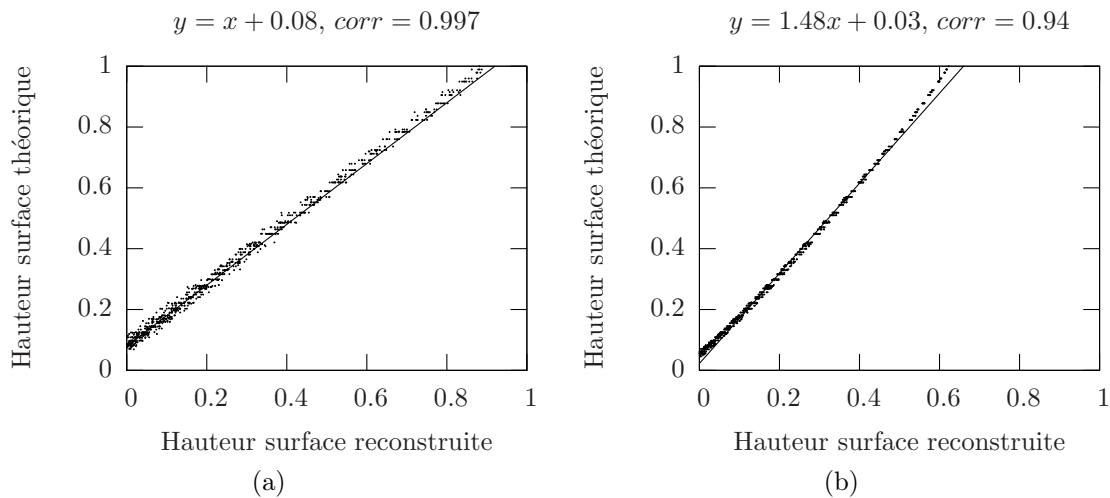 y = x + 0.08, corr = 0.997
Hauteur surface théorique
1
0.8
0.6
0.4
0.2
0
0 0.2 0.4 0.6 0.8 1
Hauteur surface reconstruite
(a)
y = 1.48x + 0.03, corr = 0.94
Hauteur surface théorique
1
0.8
0.6
0.4
0.2
0
0 0.2 0.4 0.6 0.8 1
Hauteur surface reconstruite
(b)